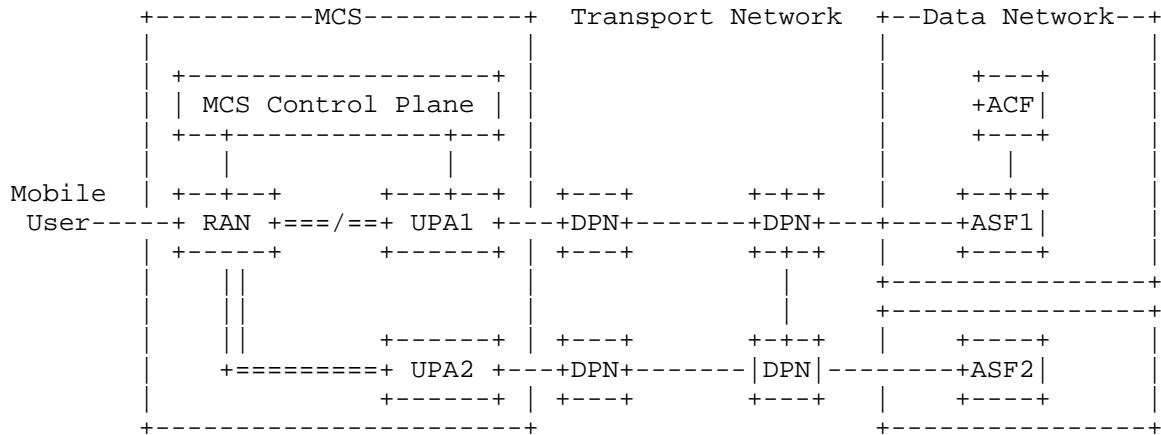 MCS Transport Network Data Network
MCS Control Plane ACF
Mobile
User RAN UPA1 DPN DPN ASF1
UPA2 DPN DPN ASF2